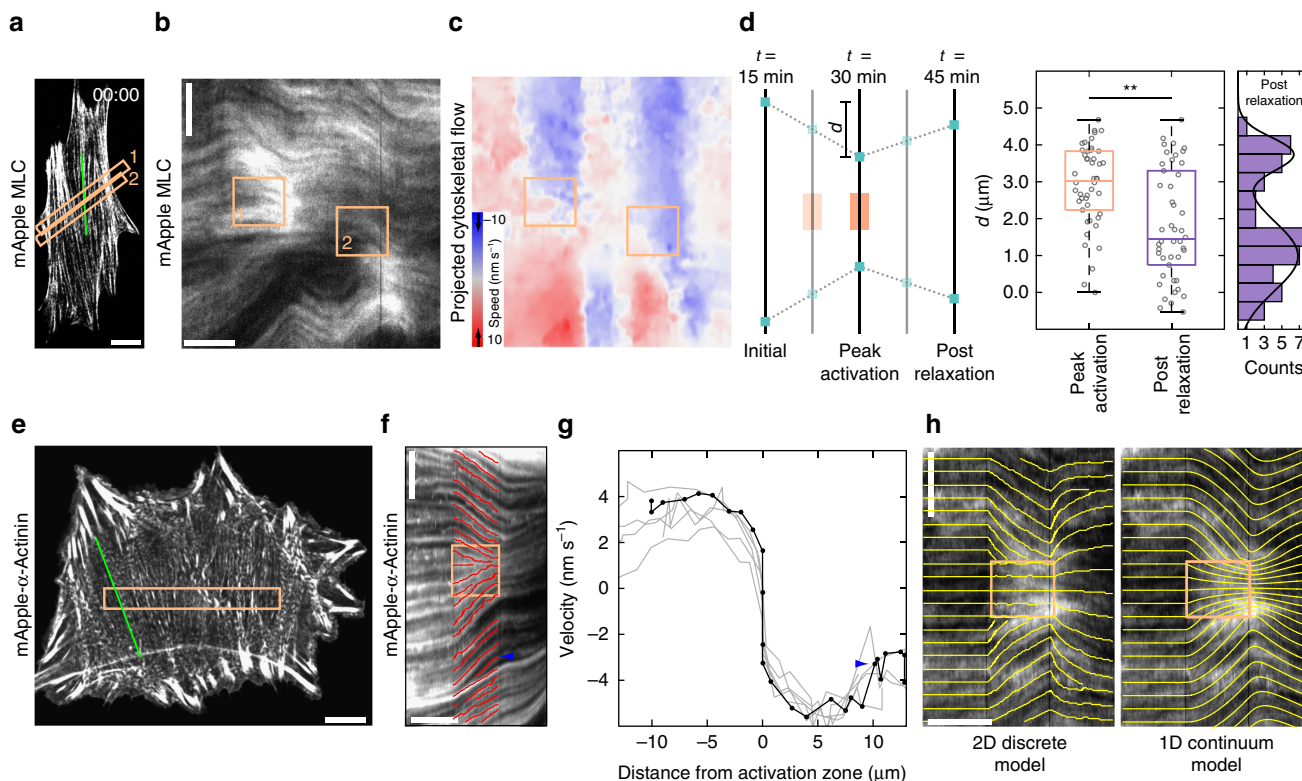 a
mApple MLC
00:00
1
2
b
mApple MLC
1
2
c
Projected cytoskeletal flow
–10
Speed (nm s⁻¹)
10
d
t =
15 min
t =
30 min
t =
45 min
d
Initial
Peak
activation
Post
relaxation
d (μm)
5.0
4.0
3.0
2.0
1.0
0.0
**
Peak
activation
Post
relaxation
Post
relaxation
1 3 5 7
Counts
e
mApple-α-Actinin
f
mApple-α-Actinin
g
Velocity (nm s⁻¹)
4
2
0
–2
–4
–10 –5 0 5 10
Distance from activation zone (μm)
h
2D discrete
model
1D continuum
model